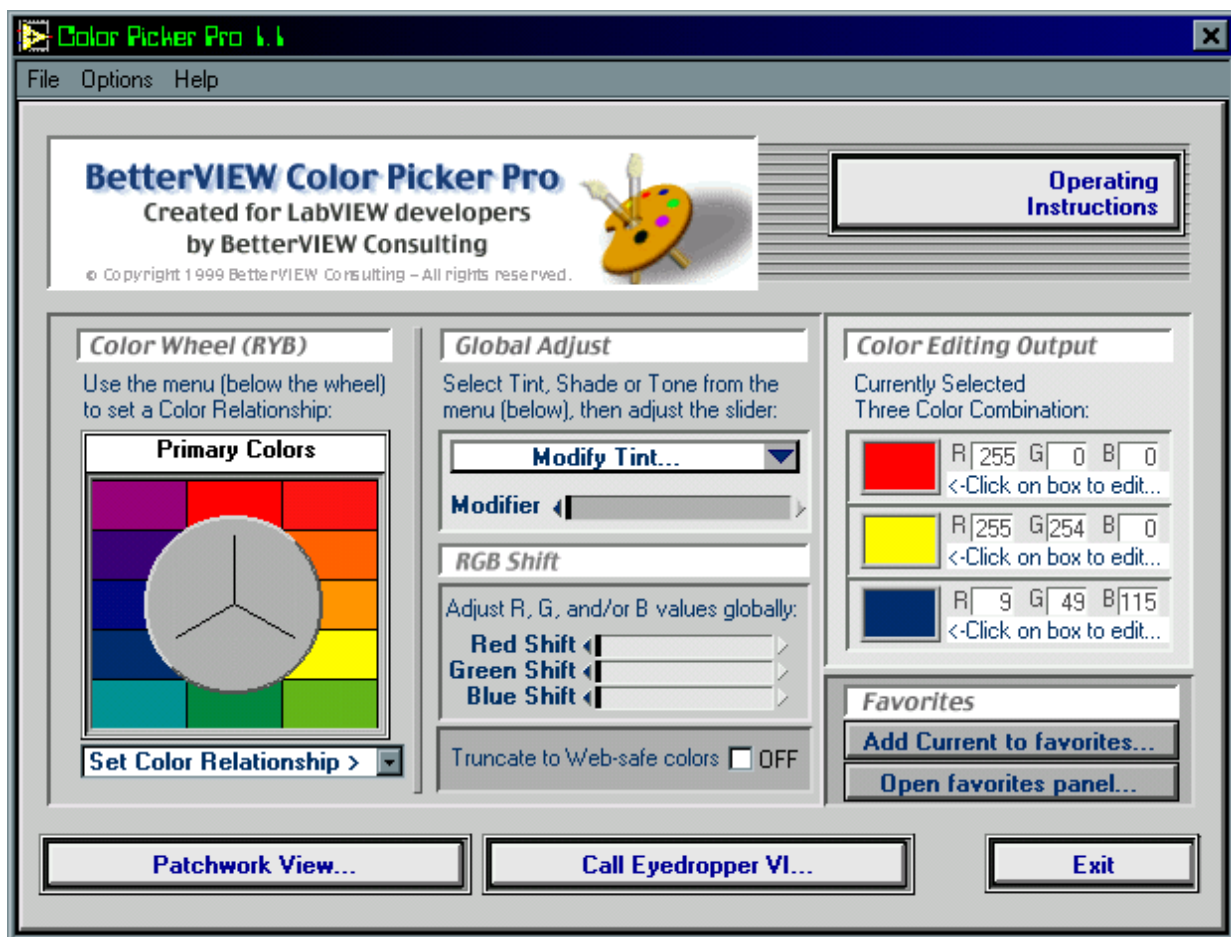 Color Picker Pro 1.1
File Options Help
BetterVIEW Color Picker Pro
Created for LabVIEW developers
by BetterVIEW Consulting
© Copyright 1999 BetterVIEW Consulting – All rights reserved.
Operating
Instructions
Color Wheel (RYB)
Use the menu (below the wheel)
to set a Color Relationship:
Primary Colors
Set Color Relationship >
Global Adjust
Select Tint, Shade or Tone from the
menu (below), then adjust the slider:
Modify Tint...
Modifier
RGB Shift
Adjust R, G, and/or B values globally:
Red Shift
Green Shift
Blue Shift
Truncate to Web-safe colors OFF
Color Editing Output
Currently Selected
Three Color Combination:
R 255 G 0 B 0
<-Click on box to edit...
R 255 G 254 B 0
<-Click on box to edit...
R 9 G 49 B 115
<-Click on box to edit...
Favorites
Add Current to favorites...
Open favorites panel...
Patchwork View...
Call Eyedropper VI...
Exit